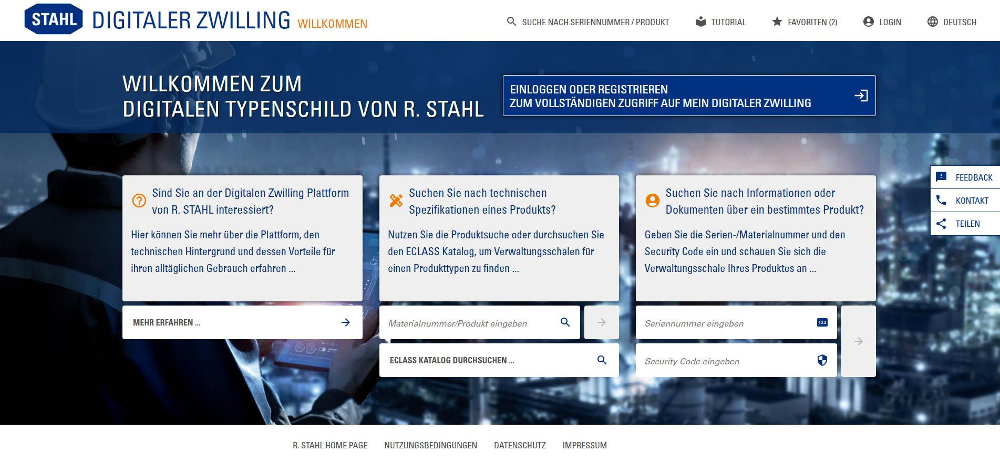 STAHL
DIGITALER ZWILLING WILLKOMMEN
SUCHE NACH SERIENNUMMER / PRODUKT
TUTORIAL
FAVORITEN (2)
LOGIN
DEUTSCH
WILLKOMMEN ZUM
DIGITALEN TYPENSCHILD VON R. STAHL
EINLOGGEN ODER REGISTRIEREN
ZUM VOLLSTÄNDIGEN ZUGRIFF AUF MEIN DIGITALER ZWILLING
FEEDBACK
KONTAKT
TEILEN
Sind Sie an der Digitalen Zwilling Plattform
von R. STAHL interessiert?
Hier können Sie mehr über die Plattform, den
technischen Hintergrund und dessen Vorteile für
ihren alltäglichen Gebrauch erfahren ...
MEHR ERFAHREN ...
Suchen Sie nach technischen
Spezifikationen eines Produkts?
Nutzen Sie die Produktsuche oder durchsuchen Sie
den ECLASS Katalog, um Verwaltungsschalen für
einen Produkttypen zu finden ...
Materialnummer/Produkt eingeben
ECLASS KATALOG DURCHSUCHEN ...
Suchen Sie nach Informationen oder
Dokumenten über ein bestimmtes Produkt?
Geben Sie die Serien-/Materialnummer und den
Security Code ein und schauen Sie sich die
Verwaltungsschale Ihres Produktes an ...
Seriennummer eingeben
123
Security Code eingeben
R. STAHL HOME PAGE
NUTZUNGSBEDINGUNGEN
DATENSCHUTZ
IMPRESSUM